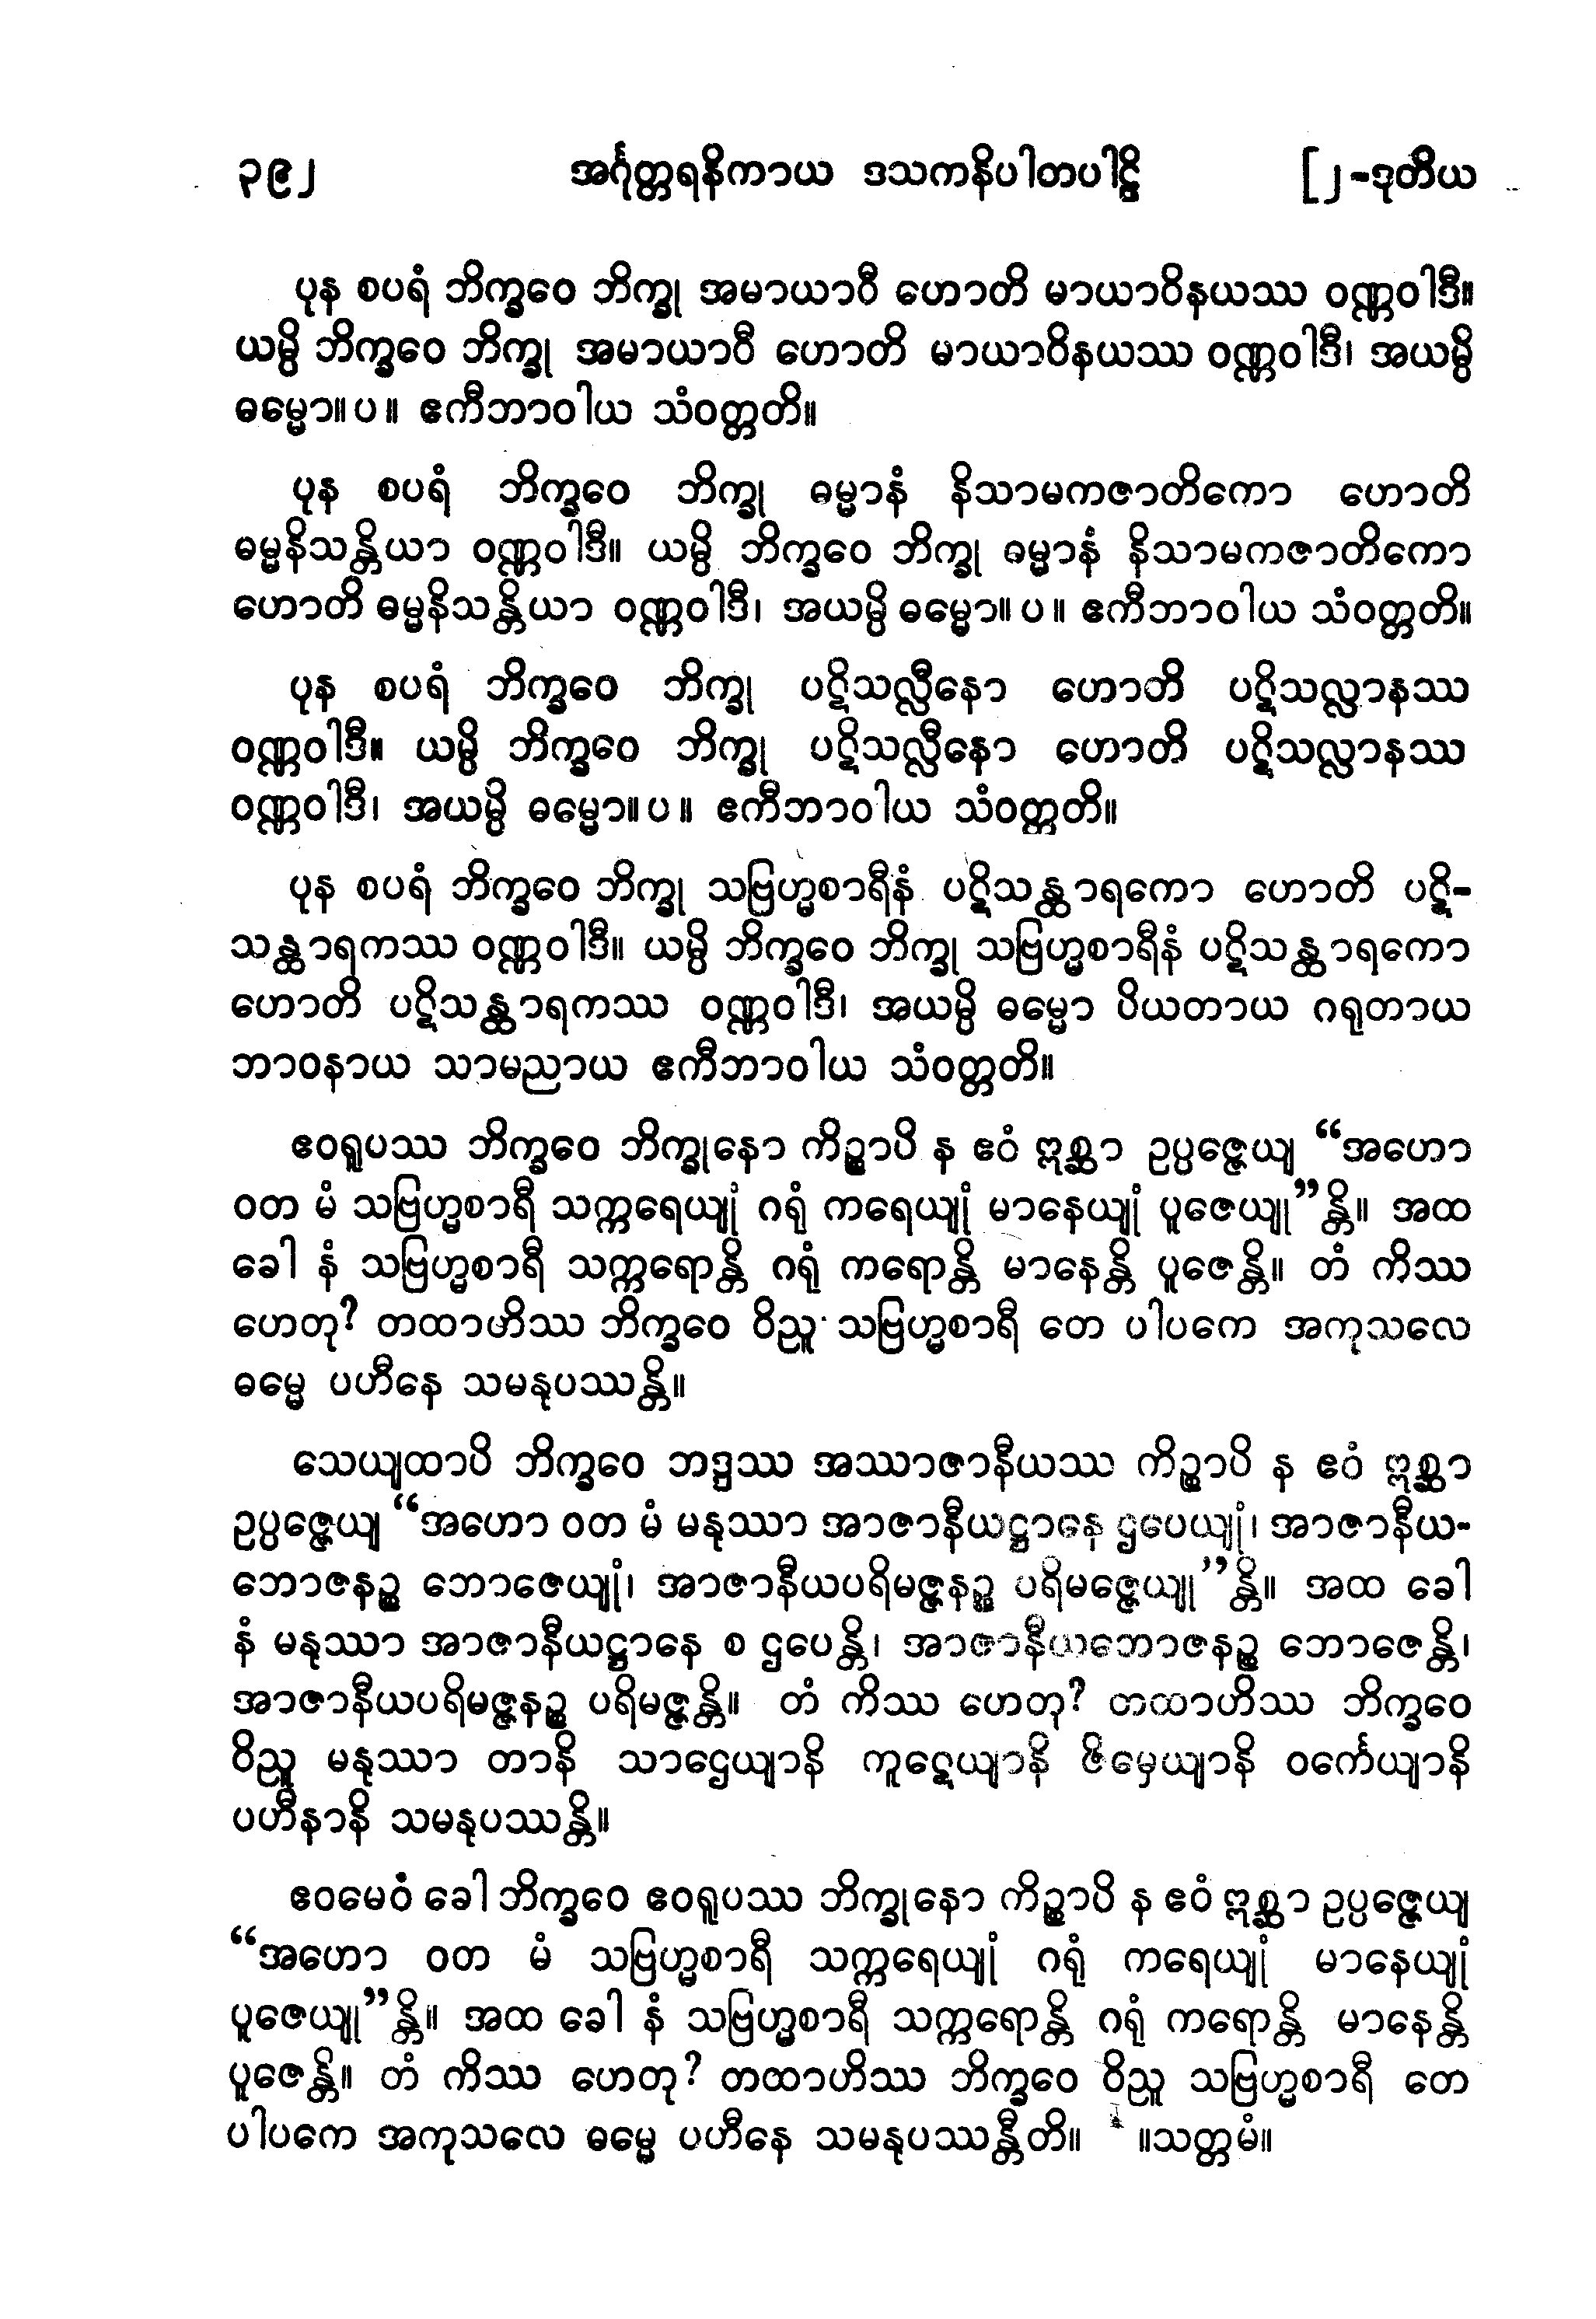 ၃၉၂ အင်္ဂုတ္တရနိကာယ ဒသကနိပါတပါဠိ [၂-ဒုတိယ
ပုန စပရံ ဘိက္ခဝေ ဘိက္ခု အမာယာဝီ ဟောတိ မာယာဝိနယဿ ဝဏ္ဏဝါဒီ။
ယမ္ပိ ဘိက္ခဝေ ဘိက္ခု အမာယာဝီ ဟောတိ မာယာဝိနယဿ ဝဏ္ဏဝါဒီ၊ အယမ္ပိ
ဓမ္မော။ပ။ ဧကီဘာဝါယ သံဝတ္တတိ။
ပုန စပရံ ဘိက္ခဝေ ဘိက္ခု ဓမ္မာနံ နိသာမကဇာတိကော ဟောတိ
ဓမ္မနိသန္တိယာ ဝဏ္ဏဝါဒီ။ ယမ္ပိ ဘိက္ခဝေ ဘိက္ခု ဓမ္မာနံ နိသာမကဇာတိကော
ဟောတိ ဓမ္မနိသန္တိယာ ဝဏ္ဏဝါဒီ၊ အယမ္ပိ ဓမ္မော။ပ။ ဧကီဘာဝါယ သံဝတ္တတိ။
ပုန စပရံ ဘိက္ခဝေ ဘိက္ခု ပဋိသလ္လီနော ဟောတိ ပဋိသလ္လာနဿ
ဝဏ္ဏဝါဒီ။ ယမ္ပိ ဘိက္ခဝေ ဘိက္ခု ပဋိသလ္လီနော ဟောတိ ပဋိသလ္လာနဿ
ဝဏ္ဏဝါဒီ၊ အယမ္ပိ ဓမ္မော။ပ။ ဧကီဘာဝါယ သံဝတ္တတိ။
ပုန စပရံ ဘိက္ခဝေ ဘိက္ခု သဗြဟ္မစာရီနံ ပဋိသန္ထာရကော ဟောတိ ပဋိ-
သန္ထာရကဿ ဝဏ္ဏဝါဒီ။ ယမ္ပိ ဘိက္ခဝေ ဘိက္ခု သဗြဟ္မစာရီနံ ပဋိသန္ထာရကော
ဟောတိ ပဋိသန္ထာရကဿ ဝဏ္ဏဝါဒီ၊ အယမ္ပိ ဓမ္မော ပိယတာယ ဂရုတာယ
ဘာဝနာယ သာမညာယ ဧကီဘာဝါယ သံဝတ္တတိ။
ဧဝရူပဿ ဘိက္ခဝေ ဘိက္ခုနော ကိဉ္စာပိ န ဧဝံ ဣစ္ဆာ ဥပ္ပဇ္ဇေယျ “အဟော
ဝတ မံ သဗြဟ္မစာရီ သက္ကရေယျုံ ဂရုံ ကရေယျုံ မာနေယျုံ ပူဇေယျု”န္တိ။ အထ
ခေါ နံ သဗြဟ္မစာရီ သက္ကရောန္တိ ဂရုံ ကရောန္တိ မာနေန္တိ ပူဇေန္တိ။ တံ ကိဿ
ဟေတု? တထာဟိဿ ဘိက္ခဝေ ဝိညူ သဗြဟ္မစာရီ တေ ပါပကေ အကုသလေ
ဓမ္မေ ပဟီနေ သမနုပဿန္တိ။
သေယျထာပိ ဘိက္ခဝေ ဘဒ္ဒဿ အဿာဇာနီယဿ ကိဉ္စာပိ န ဧဝံ ဣစ္ဆာ
ဥပ္ပဇ္ဇေယျ “အဟော ဝတ မံ မနုဿာ အာဇာနီယဋ္ဌာနေ ဌပေယျုံ၊ အာဇာနီယ-
ဘောဇနဉ္စ ဘောဇေယျုံ၊ အာဇာနီယပရိမဇ္ဇနဉ္စ ပရိမဇ္ဇေယျု”န္တိ။ အထ ခေါ
နံ မနုဿာ အာဇာနီယဋ္ဌာနေ စ ဌပေန္တိ၊ အာဇာနီယဘောဇနဉ္စ ဘောဇေန္တိ၊
အာဇာနီယပရိမဇ္ဇနဉ္စ ပရိမဇ္ဇန္တိ။ တံ ကိဿ ဟေတု? တထာဟိဿ ဘိက္ခဝေ
ဝိညူ မနုဿာ တာနိ သာဌေယျာနိ ကူဋေယျာနိ ဇိမှေယျာနိ ဝင်္ကေယျာနိ
ပဟီနာနိ သမနုပဿန္တိ။
ဧဝမေဝံ ခေါ ဘိက္ခဝေ ဧဝရူပဿ ဘိက္ခုနော ကိဉ္စာပိ န ဧဝံ ဣစ္ဆာ ဥပ္ပဇ္ဇေယျ
“အဟော ဝတ မံ သဗြဟ္မစာရီ သက္ကရေယျုံ ဂရုံ ကရေယျုံ မာနေယျုံ
ပူဇေယျု”န္တိ။ အထ ခေါ နံ သဗြဟ္မစာရီ သက္ကရောန္တိ ဂရုံ ကရောန္တိ မာနေန္တိ
ပူဇေန္တိ။ တံ ကိဿ ဟေတု? တထာဟိဿ ဘိက္ခဝေ ဝိညူ သဗြဟ္မစာရီ တေ
ပါပကေ အကုသလေ ဓမ္မေ ပဟီနေ သမနုပဿန္တီတိ။ ။သတ္တမံ။